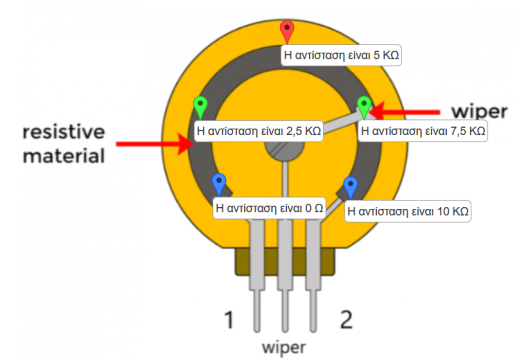 Η αντίσταση είναι 5 ΚΩ
wiper
Η αντίσταση είναι 2,5 ΚΩ
Η αντίσταση είναι 7,5 ΚΩ
resistive
material
Η αντίσταση είναι 0 Ω
Η αντίσταση είναι 10 ΚΩ
1
2
wiper